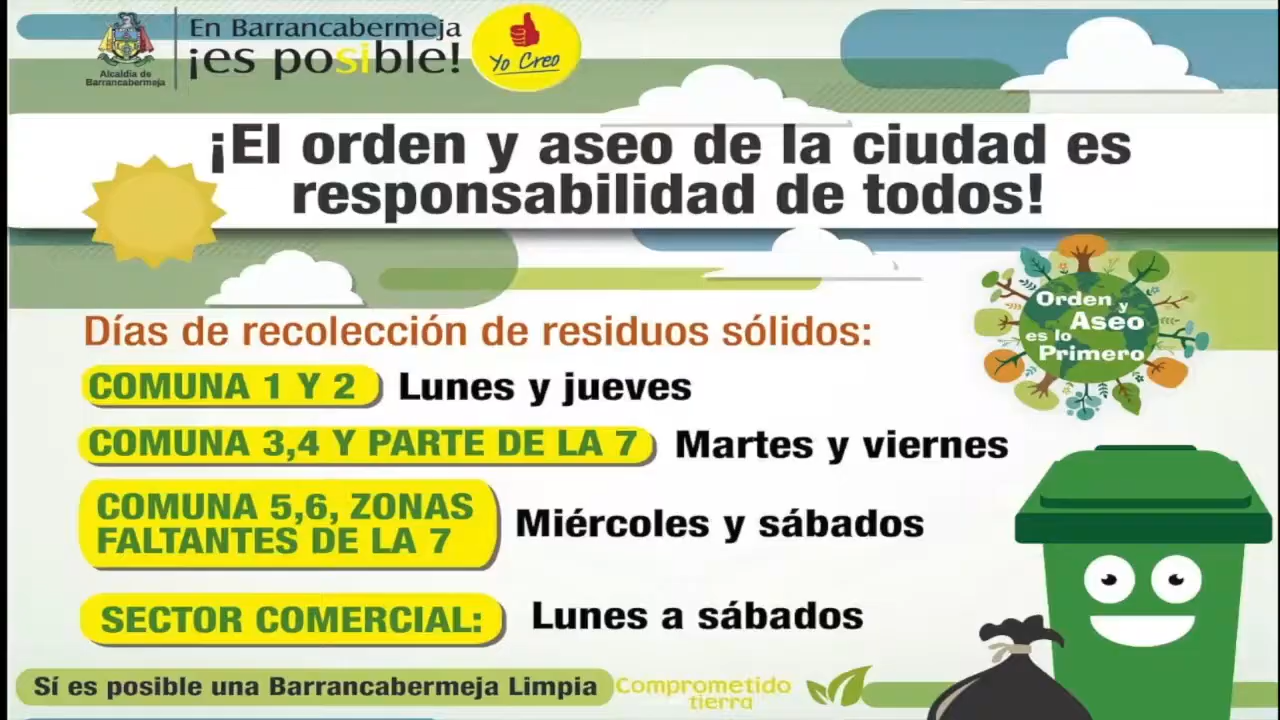 En Barrancabermeja
¡es posible!
Alcaldía de
Barrancabermeja
Yo Creo
¡El orden y aseo de la ciudad es
responsabilidad de todos!
Orden y
Aseo
es lo
Primero
Días de recolección de residuos sólidos:
COMUNA 1 Y 2 Lunes y jueves
COMUNA 3,4 Y PARTE DE LA 7 Martes y viernes
COMUNA 5,6, ZONAS
FALTANTES DE LA 7
Miércoles y sábados
SECTOR COMERCIAL: Lunes a sábados
Sí es posible una Barrancabermeja Limpia
Comprometido
tierra